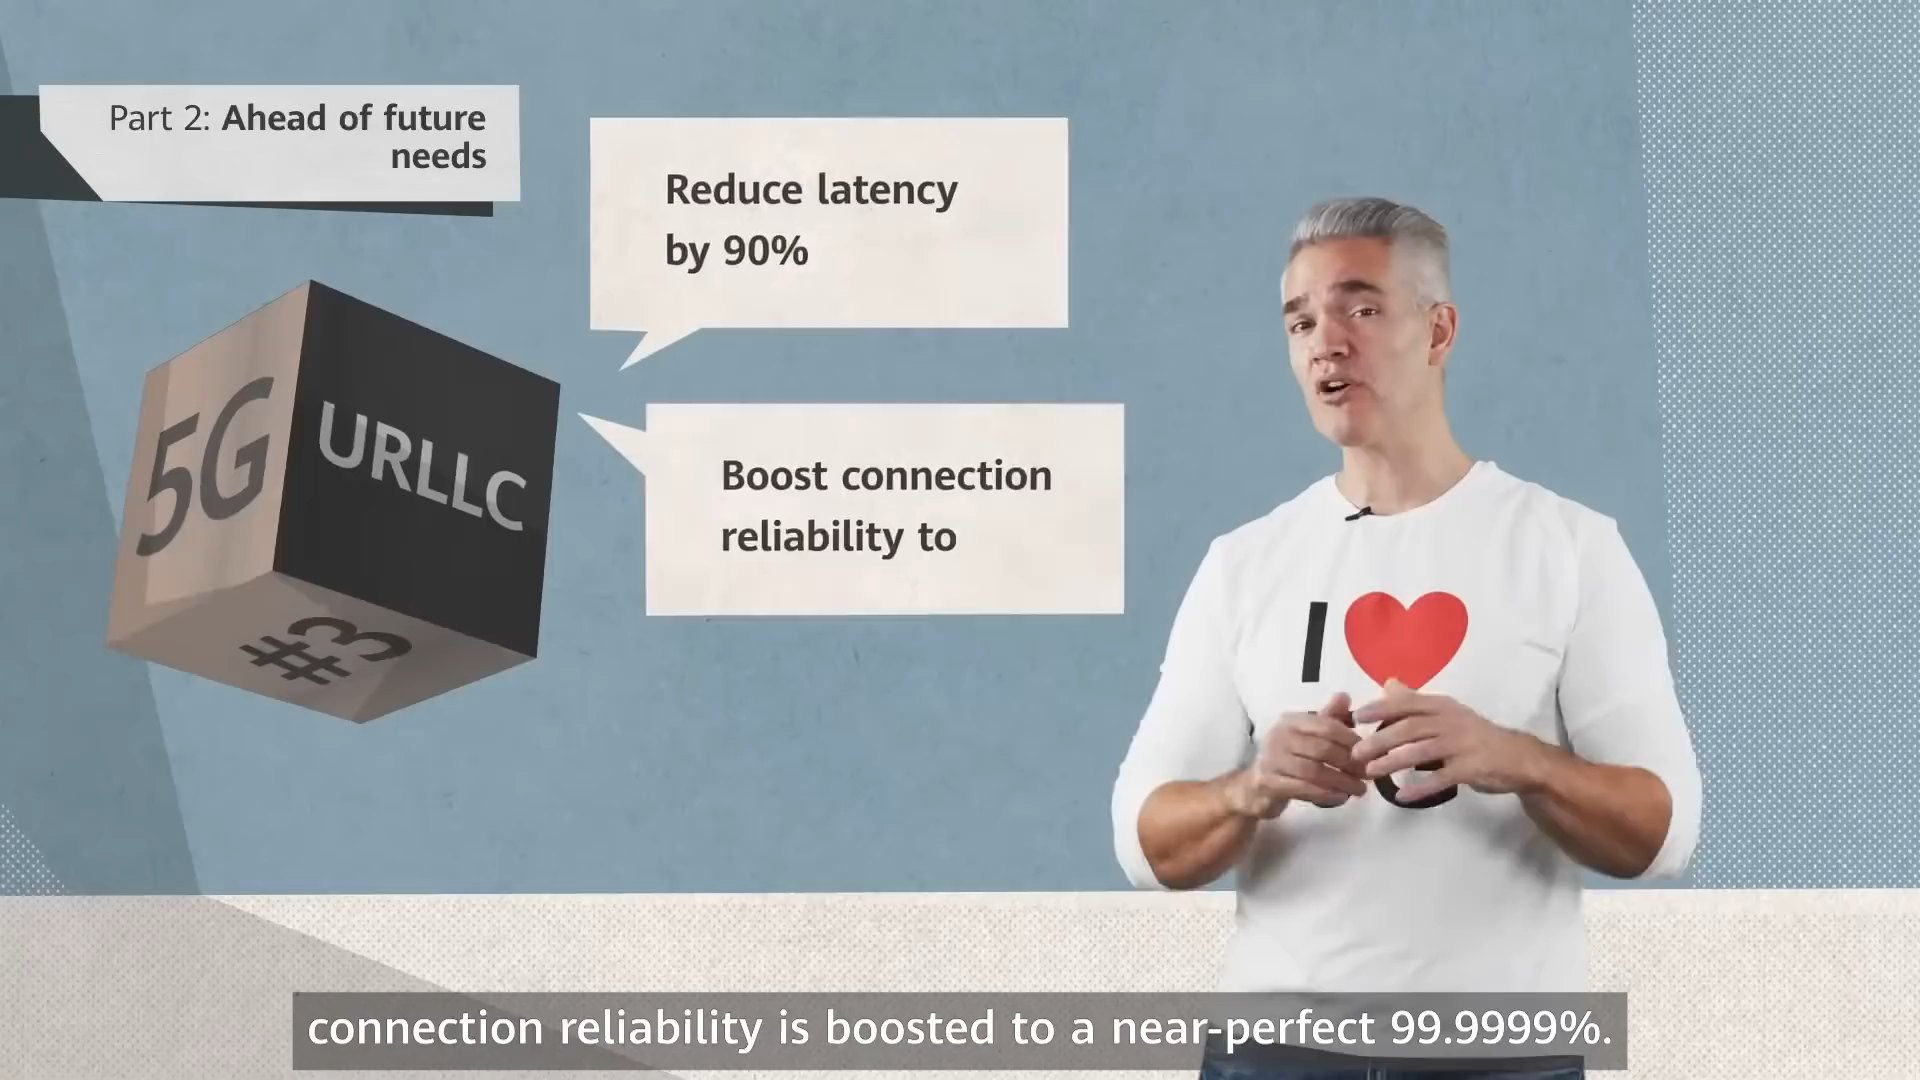 Part 2: Ahead of future
needs
Reduce latency
by 90%
5G
URLLC
#3
Boost connection
reliability to
I
connection reliability is boosted to a near-perfect 99.9999%.